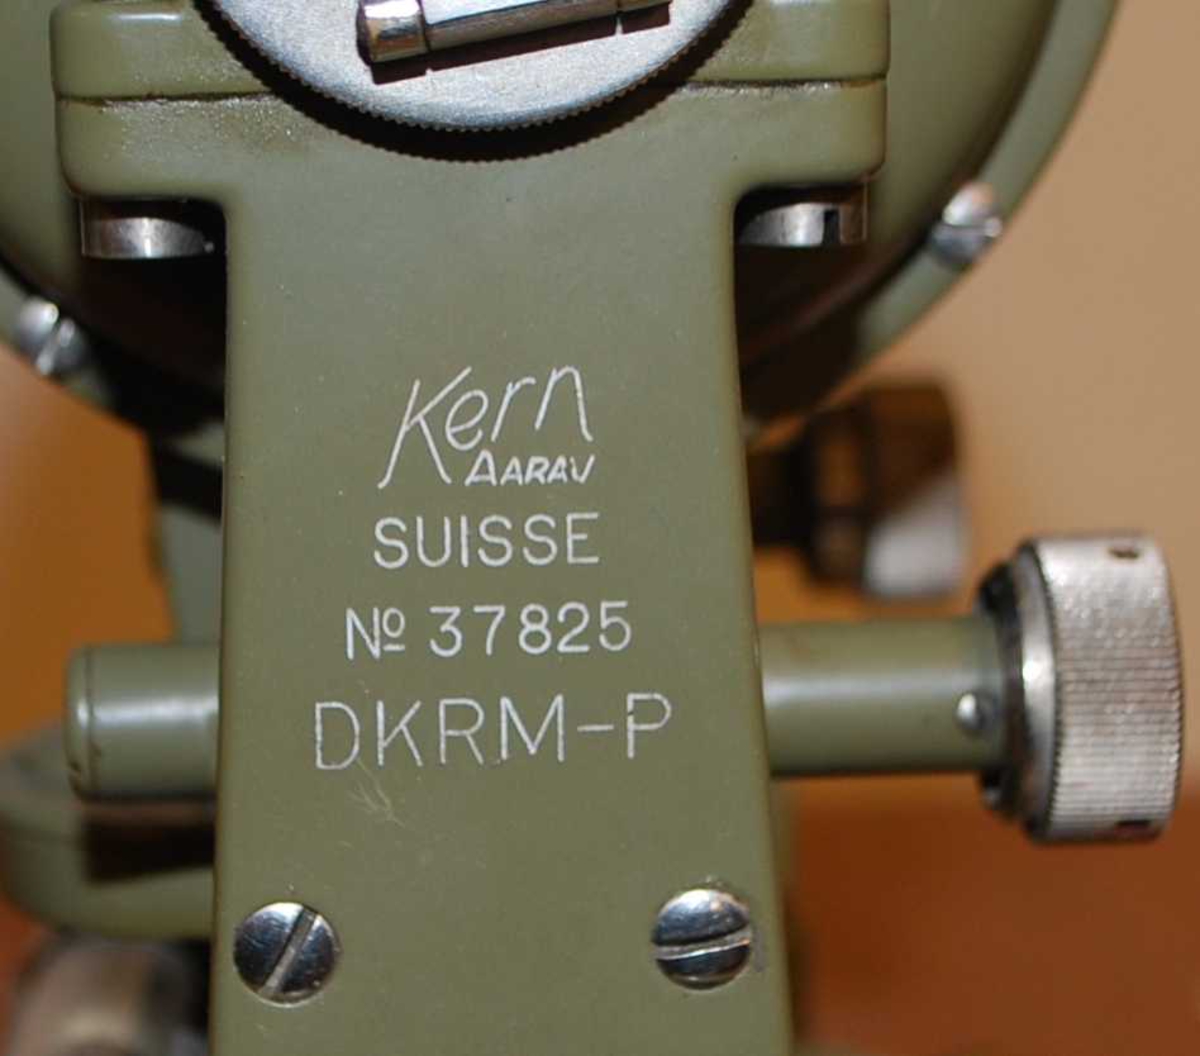 Kern
AARAU
SUISSE
Nº 37825
DKRM-P